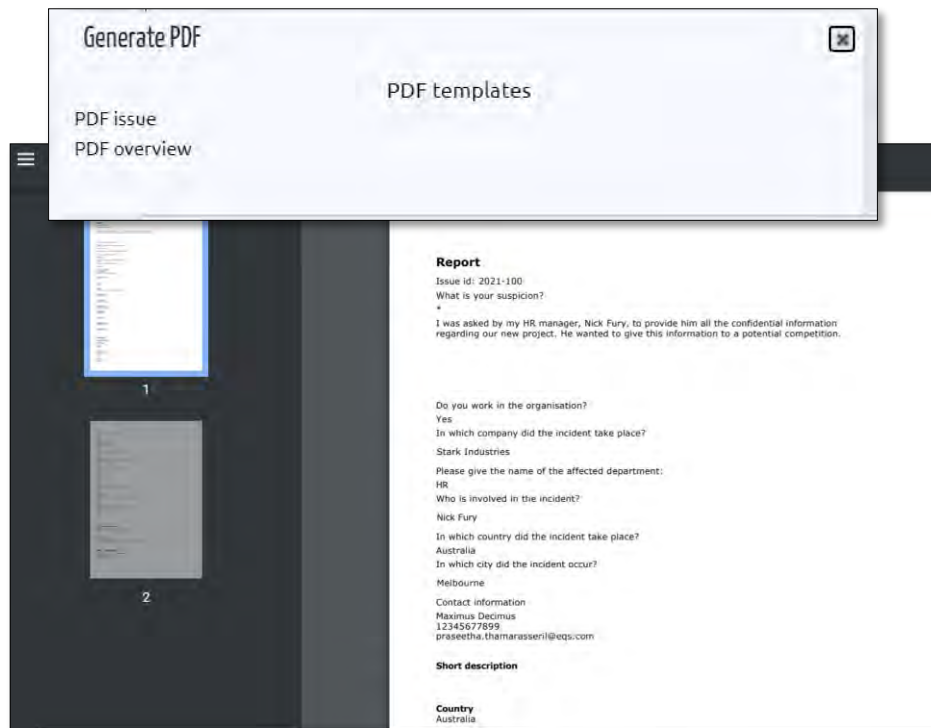 Generate PDF
PDF templates
PDF issue
PDF overview
1
2
Report
Issue id: 2021-100
What is your suspicion?
*
I was asked by my HR manager, Nick Fury, to provide him all the confidential information
regarding our new project. He wanted to give this information to a potential competition.
Do you work in the organisation?
Yes
In which company did the incident take place?
Stark Industries
Please give the name of the affected department:
HR
Who is involved in the incident?
Nick Fury
In which country did the incident take place?
Australia
In which city did the incident occur?
Melbourne
Contact information
Maximus Decimus
12345677899
praseetha.thamarasseril@eqs.com
Short description
Country
Australia